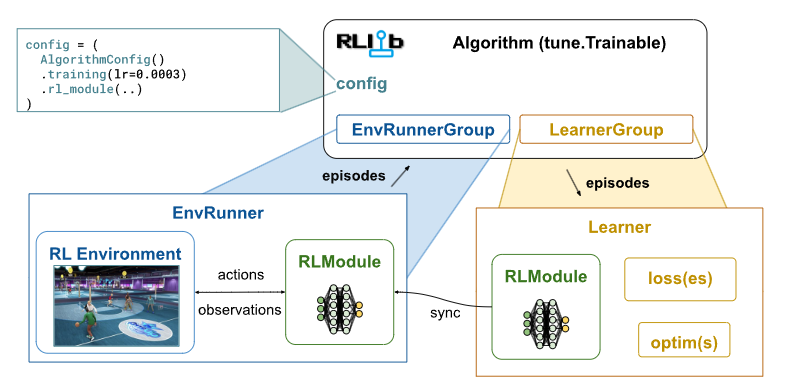 config = (
  AlgorithmConfig()
  .training(lr=0.0003)
  .rl_module(..)
)
RLlib
Algorithm (tune.Trainable)
config
EnvRunnerGroup
LearnerGroup
episodes
episodes
EnvRunner
RL Environment
actions
observations
RLModule
sync
Learner
RLModule
loss(es)
optim(s)